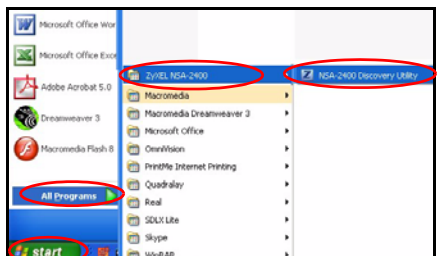 Microsoft Office Wor
Microsoft Office Exce
Adobe Acrobat 5.0
Dreamweaver 3
Macromedia Flash 8
All Programs
start
ZyXEL NSA-2400
Macromedia
Macromedia Dreamweaver 3
Microsoft Office
OmniVision
PrintMe Internet Printing
Quadralay
Real
SDLX Lite
Skype
WinRAR
NSA-2400 Discovery Utility